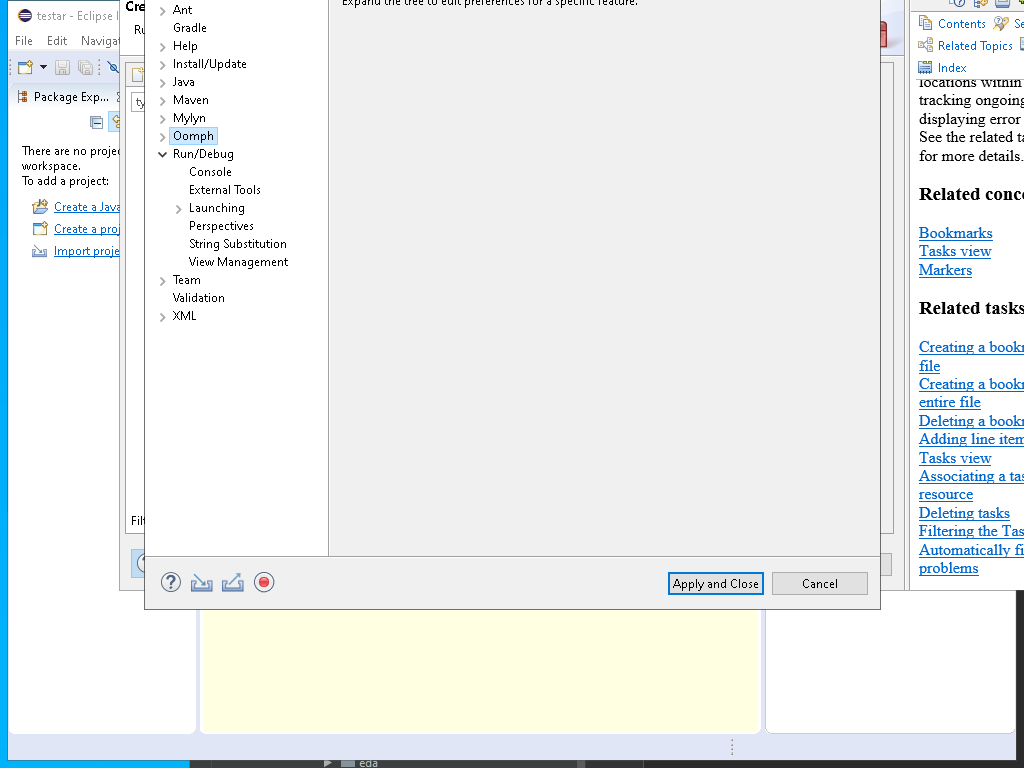 testar - Eclipse I
File Edit Navigat
Package Exp...
There are no proje
workspace.
To add a project:
Create a Java
Create a proj
Import proje
Cre
Ru
ty
Filt
Expand the tree to edit preferences for a specific feature.
Ant
Gradle
Help
Install/Update
Java
Maven
Mylyn
Oomph
Run/Debug
Console
External Tools
Launching
Perspectives
String Substitution
View Management
Team
Validation
XML
Apply and Close
Cancel
Contents Se
Related Topics
Index
locations within
tracking ongoing
displaying error
See the related ta
for more details.
Related conce
Bookmarks
Tasks view
Markers
Related tasks
Creating a bookm
file
Creating a bookm
entire file
Deleting a bookm
Adding line item
Tasks view
Associating a tas
resource
Deleting tasks
Filtering the Tas
Automatically fi
problems
eda